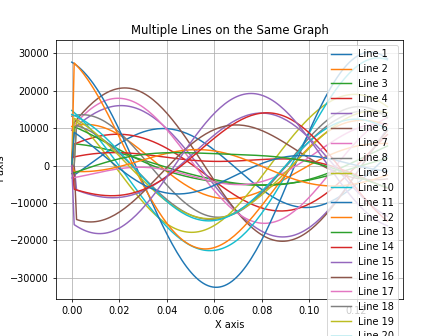 Multiple Lines on the Same Graph
30000
20000
10000
0
-10000
-20000
-30000
0.00
0.02
0.04
0.06
0.08
0.10
X axis
Line 1
Line 2
Line 3
Line 4
Line 5
Line 6
Line 7
Line 8
Line 9
Line 10
Line 11
Line 12
Line 13
Line 14
Line 15
Line 16
Line 17
Line 18
Line 19
Line 20